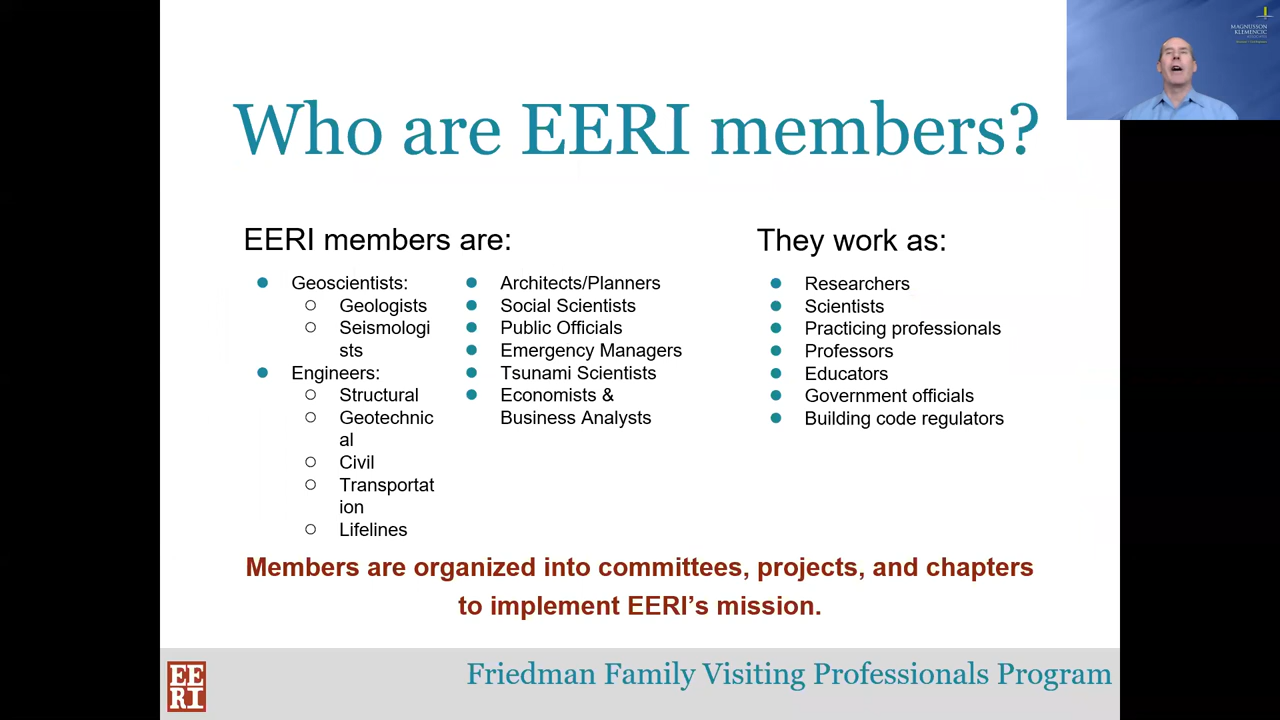 MAGNUSSON
KLEMENCIC
Who are EERI members?
EERI members are:
Geoscientists:
Geologists
Seismologi
sts
Engineers:
Structural
Geotechnic
al
Civil
Transportat
ion
Lifelines
Architects/Planners
Social Scientists
Public Officials
Emergency Managers
Tsunami Scientists
Economists &
Business Analysts
They work as:
Researchers
Scientists
Practicing professionals
Professors
Educators
Government officials
Building code regulators
Members are organized into committees, projects, and chapters
to implement EERI’s mission.
EE
RI
Friedman Family Visiting Professionals Program